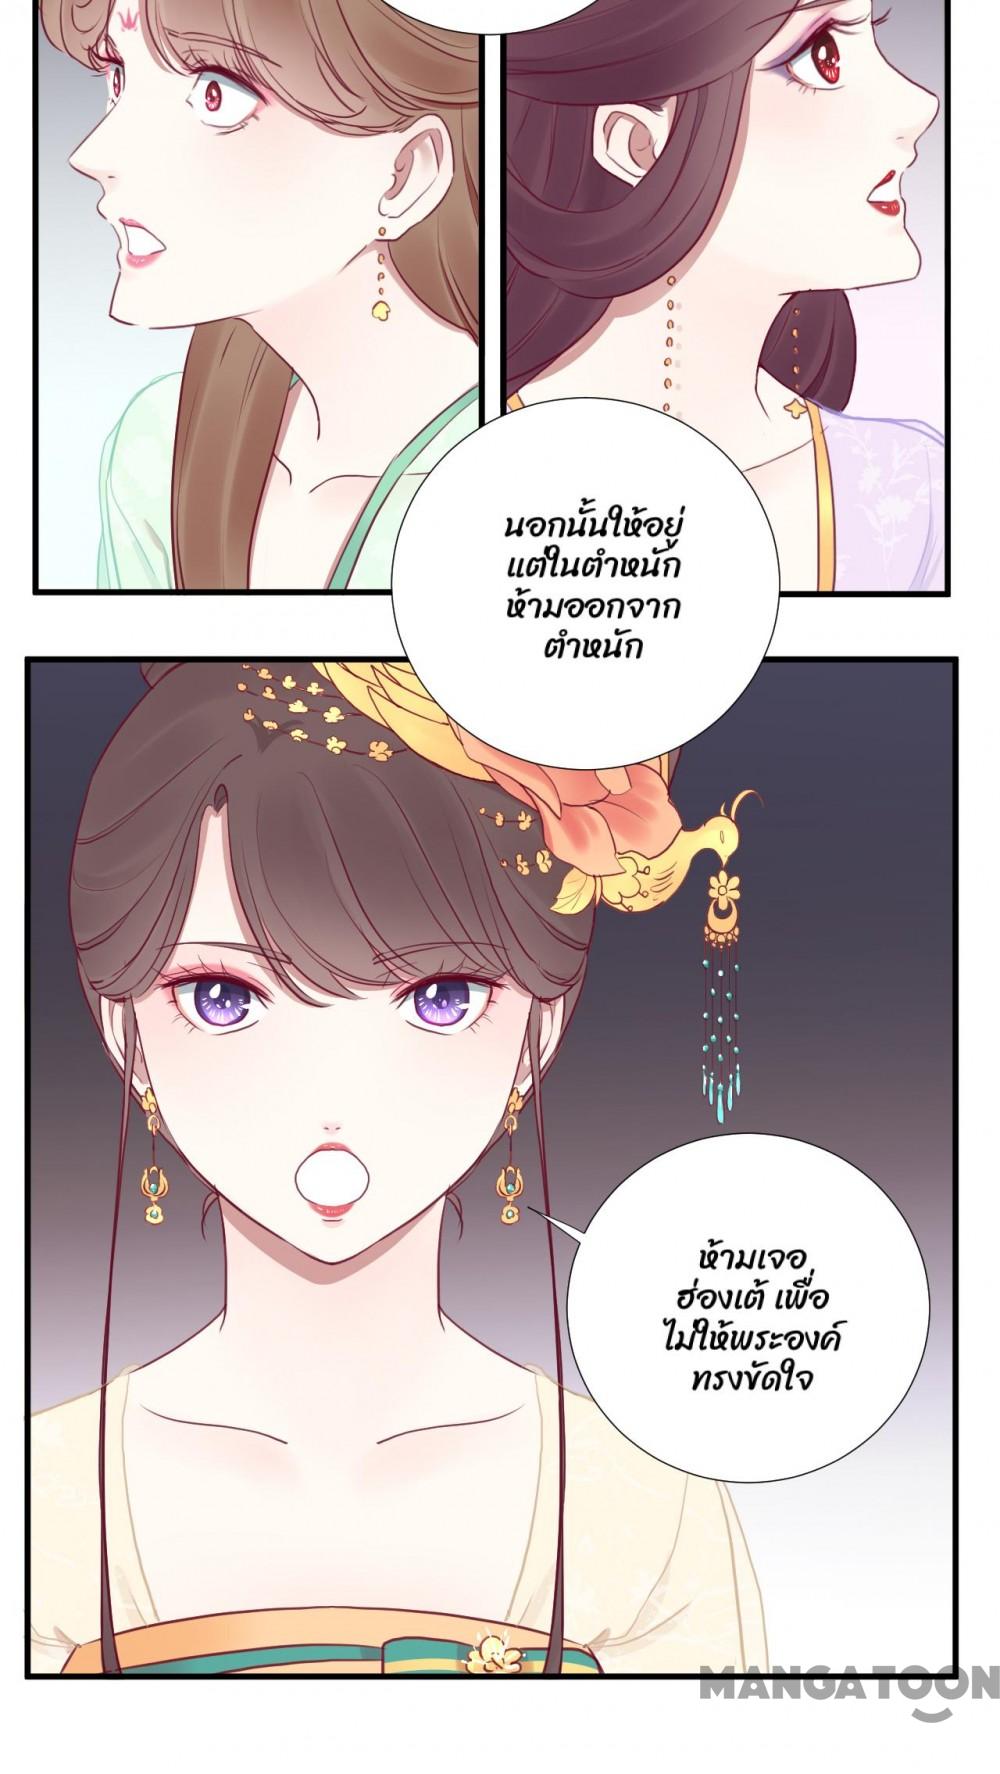 นอกนั้นให้อยู่
แต่ในตำหนัก
ห้ามออกจาก
ตำหนัก
ห้ามเจอ
ฮ่องเต้ เพื่อ
ไม่ให้พระองค์
ทรงขัดใจ
MANGATOON